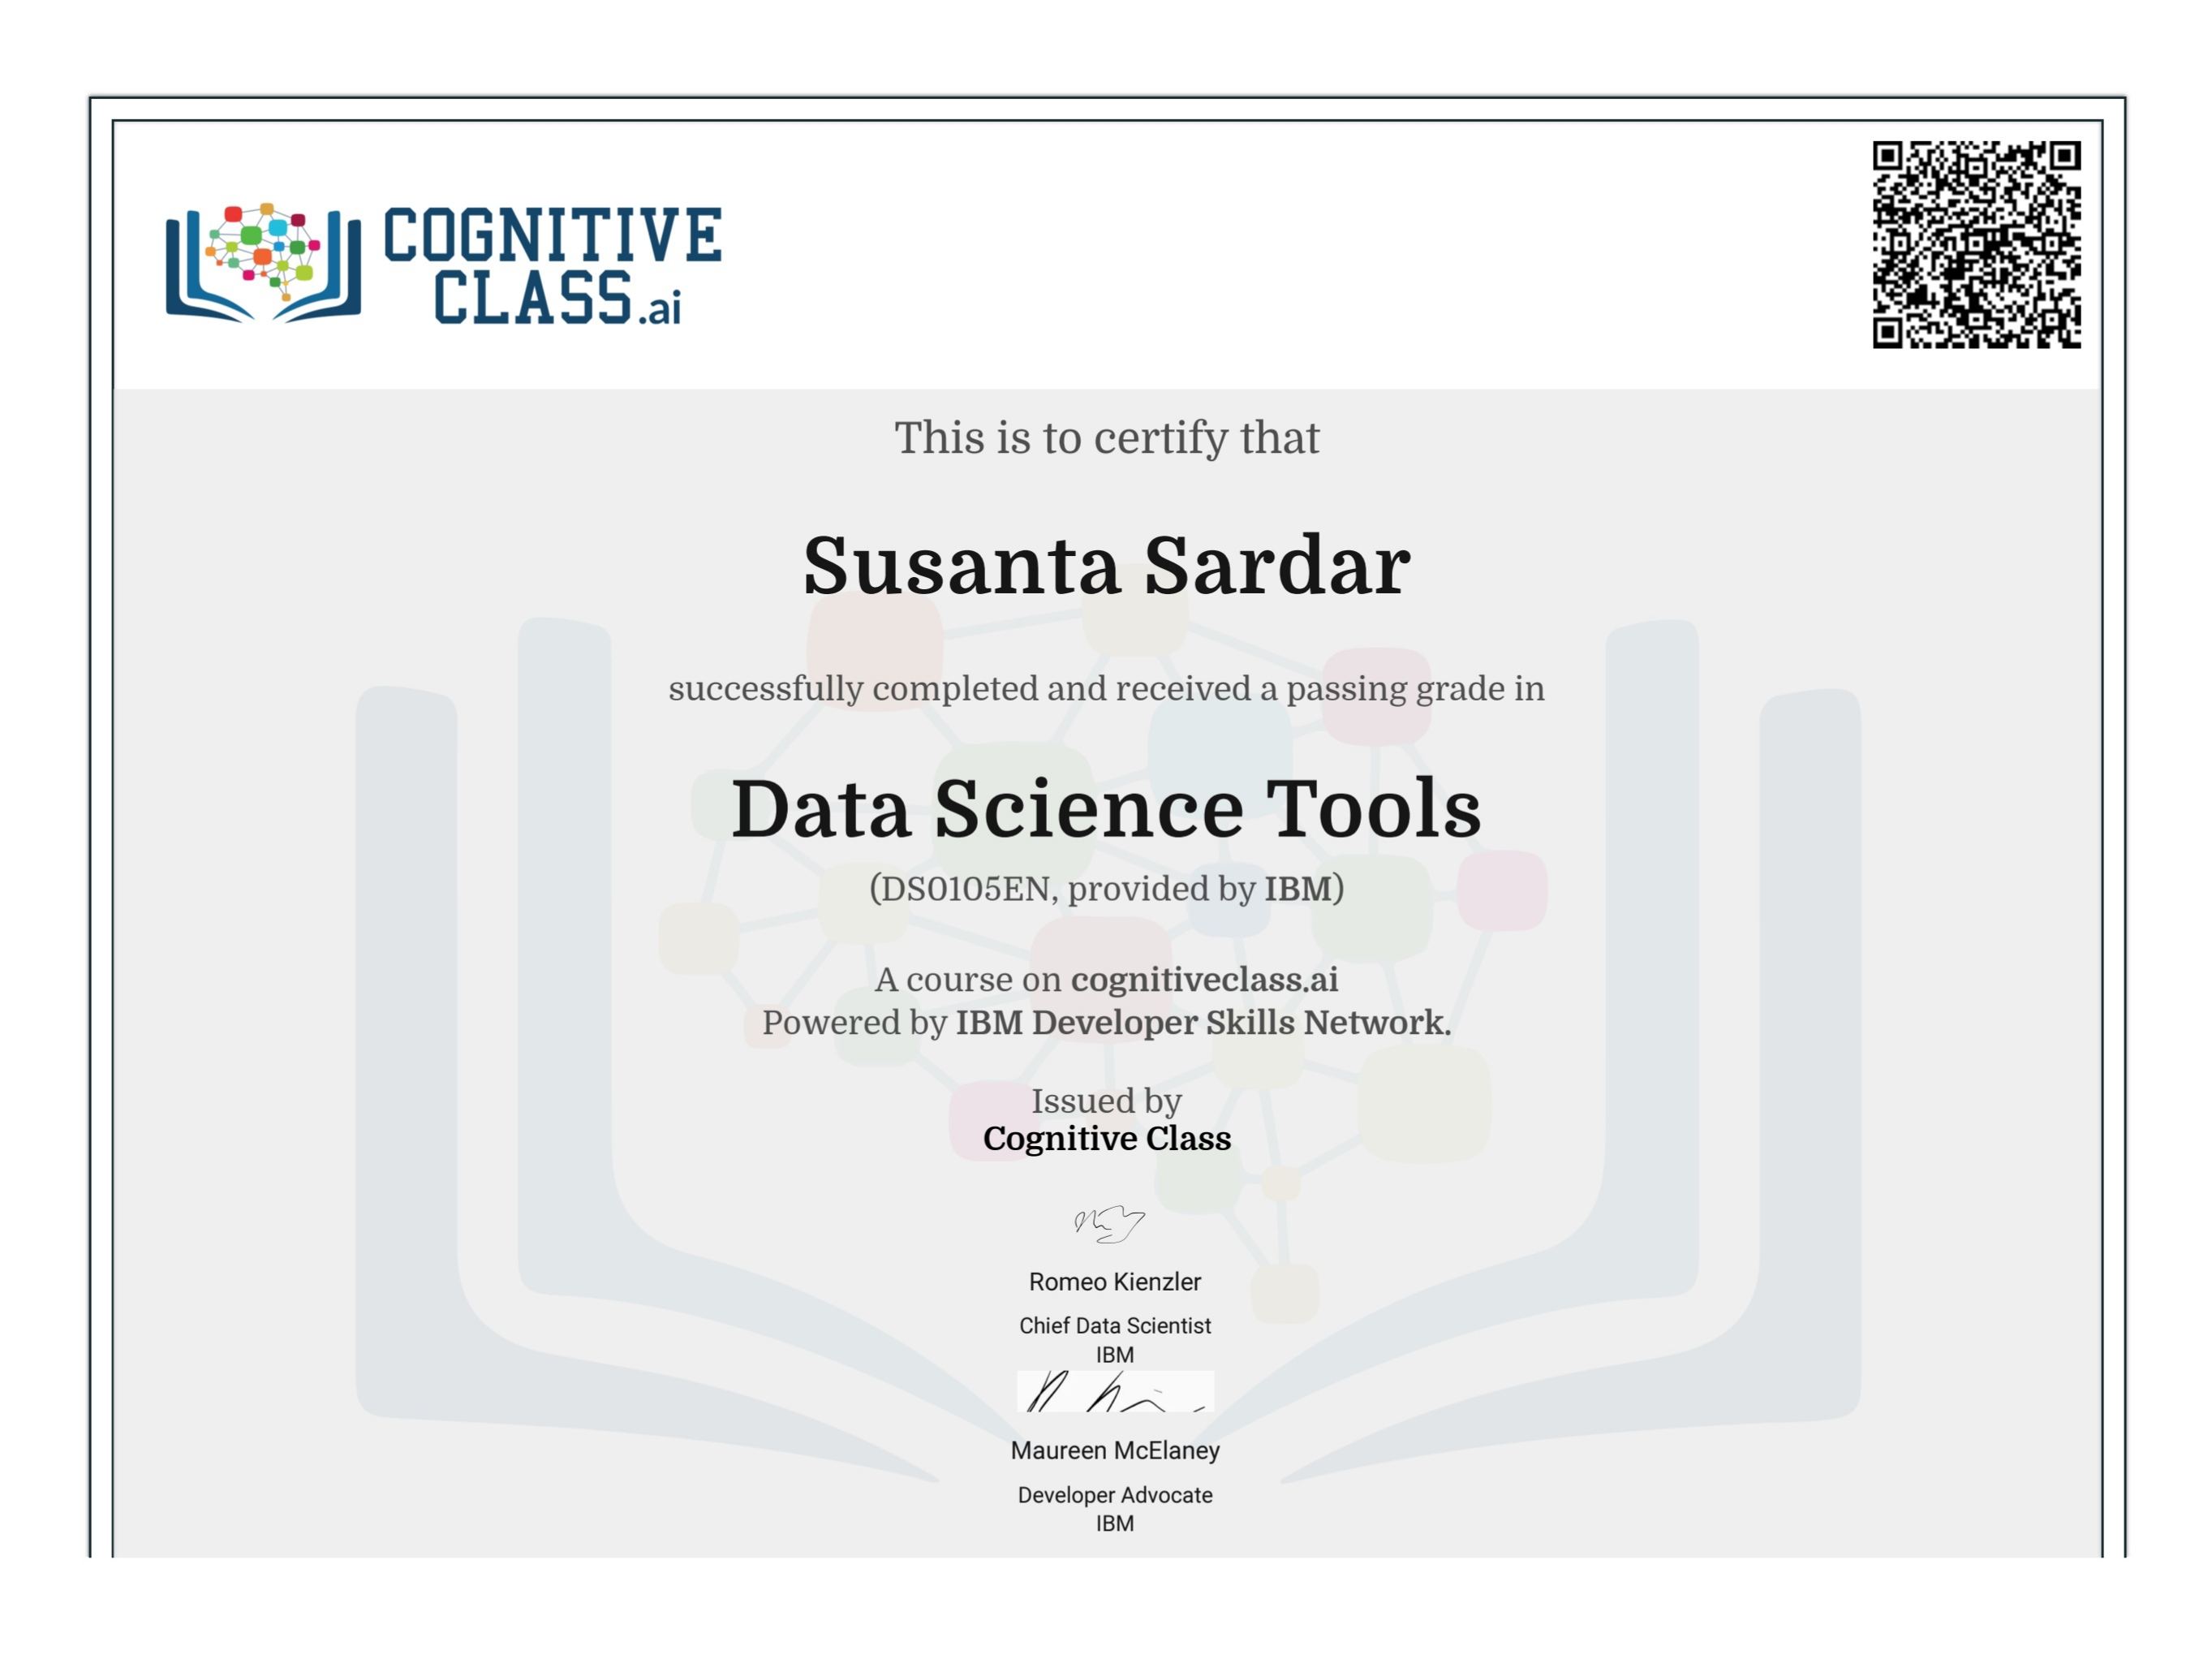 COGNITIVE
CLASS.ai
This is to certify that
Susanta Sardar
successfully completed and received a passing grade in
Data Science Tools
(DS0105EN, provided by IBM)
A course on cognitiveclass.ai
Powered by IBM Developer Skills Network.
Issued by
Cognitive Class
Romeo Kienzler
Chief Data Scientist
IBM
Maureen McElaney
Developer Advocate
IBM